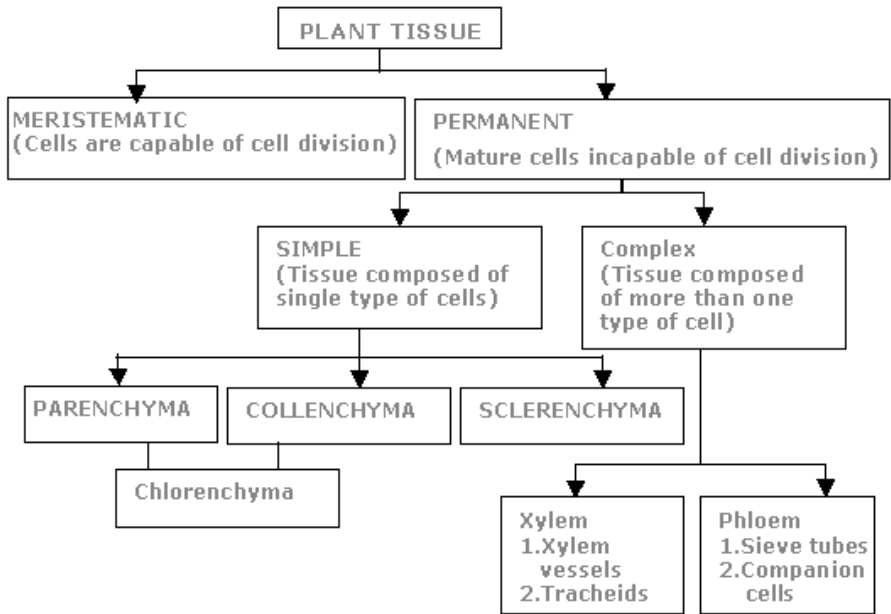 PLANT TISSUE
MERISTEMATIC
(Cells are capable of cell division)
PERMANENT
(Mature cells incapable of cell division)
SIMPLE
(Tissue composed of
single type of cells)
Complex
(Tissue composed
of more than one
type of cell)
PARENCHYMA
COLLENCHYMA
SCLERENCHYMA
Chlorenchyma
Xylem
1.Xylem
vessels
2.Tracheids
Phloem
1.Sieve tubes
2.Companion
cells